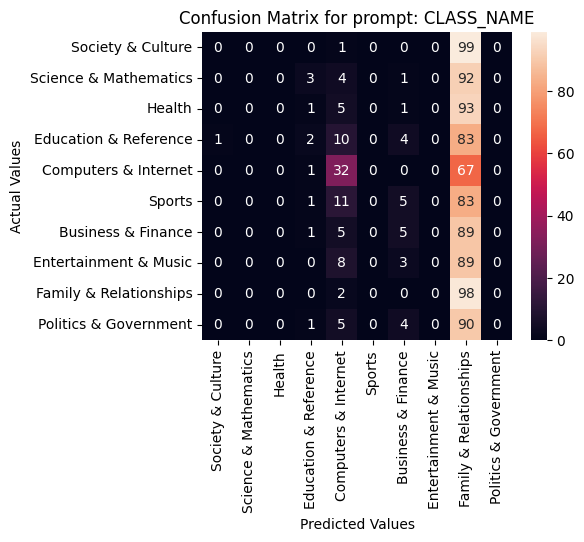 Confusion Matrix for prompt: CLASS_NAME
Actual Values
Society & Culture 0 0 0 0 1 0 0 0 99 0
Science & Mathematics 0 0 0 3 4 0 1 0 92 0
Health 0 0 0 1 5 0 1 0 93 0
Education & Reference 1 0 0 2 10 0 4 0 83 0
Computers & Internet 0 0 0 1 32 0 0 0 67 0
Sports 0 0 0 1 11 0 5 0 83 0
Business & Finance 0 0 0 1 5 0 5 0 89 0
Entertainment & Music 0 0 0 0 8 0 3 0 89 0
Family & Relationships 0 0 0 0 2 0 0 0 98 0
Politics & Government 0 0 0 1 5 0 4 0 90 0
Society & Culture
Science & Mathematics
Health
Education & Reference
Computers & Internet
Sports
Business & Finance
Entertainment & Music
Family & Relationships
Politics & Government
Predicted Values
80
60
40
20
0